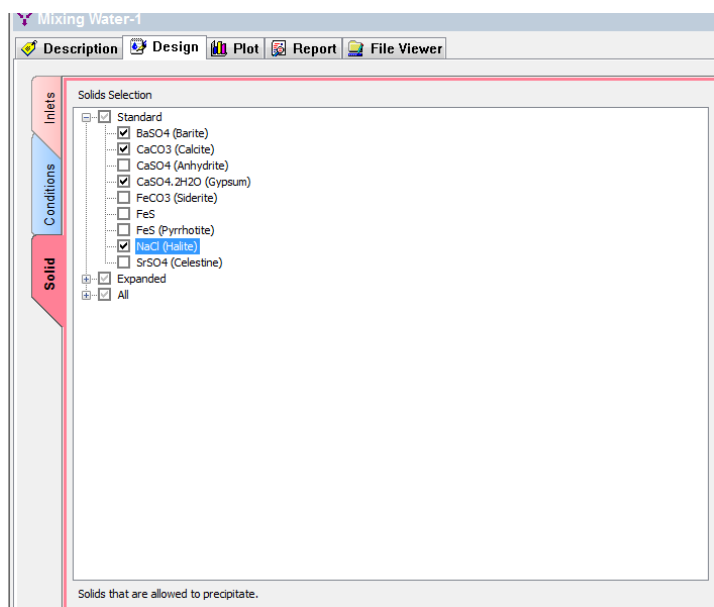 Mixing Water-1
Description Design Plot Report File Viewer
Inlets
Conditions
Solid
Solids Selection
Standard
BaSO4 (Barite)
CaCO3 (Calcite)
CaSO4 (Anhydrite)
CaSO4.2H2O (Gypsum)
FeCO3 (Siderite)
FeS
FeS (Pyrrhotite)
NaCl (Halite)
SrSO4 (Celestine)
Expanded
All
Solids that are allowed to precipitate.